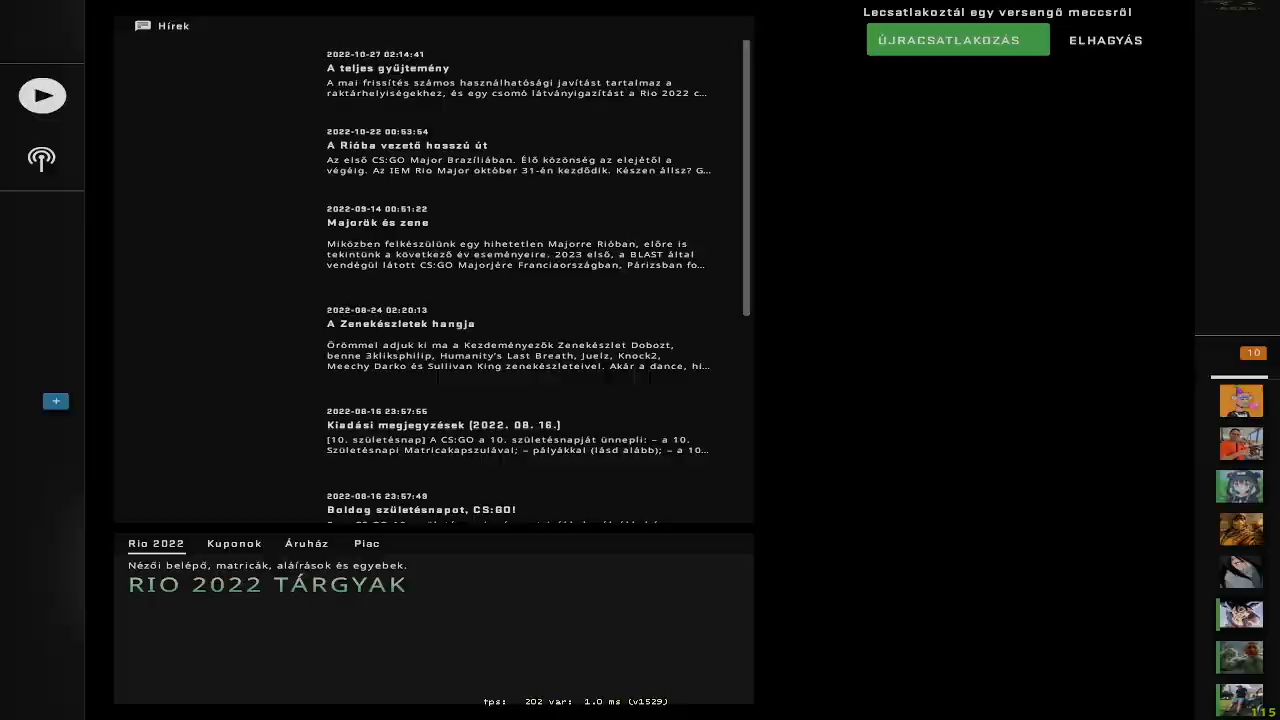 Hírek
2022-10-27 02:14:41
A teljes gyűjtemény
A mai frissítés számos használhatósági javítást tartalmaz a
raktárhelyiségekhez, és egy csomó látványigazítást a Rio 2022 c...
2022-10-22 00:53:54
A Rióba vezető hosszú út
Az első CS:GO Major Brazíliában. Élő közönség az elejétől a
végéig. Az IEM Rio Major október 31-én kezdődik. Készen állsz? G...
2022-09-14 00:51:22
Majorök és zene
Miközben felkészülünk egy hihetetlen Majorre Rióban, előre is
tekintünk a következő év eseményeire. 2023 első, a BLAST által
vendégül látott CS:GO Majorjére Franciaországban, Párizsban fo...
2022-08-24 02:20:13
A Zenekészletek hangja
Örömmel adjuk ki ma a Kezdeményezők Zenekészlet Dobozt,
benne 3kliksphilip, Humanity's Last Breath, Juelz, Knock2,
Meechy Darko és Sullivan King zenekészleteivel. Akár a dance, hi...
2022-08-16 23:57:55
Kiadási megjegyzések (2022. 08. 16.)
[10. születésnap] A CS:GO a 10. születésnapját ünnepli: – a 10.
Születésnapi Matricakapszulával; – pályákkal (lásd alább); – a 10...
2022-08-16 23:57:49
Boldog születésnapot, CS:GO!
Rio 2022 Kuponok Áruház Piac
Nézői belépő, matricák, aláírások és egyebek.
RIO 2022 TÁRGYAK
fps: 202 var: 1.0 ms (v1529)
Lecsatlakoztál egy versengő meccsről
ÚJRACSATLAKOZÁS ELHAGYÁS
+
10
115